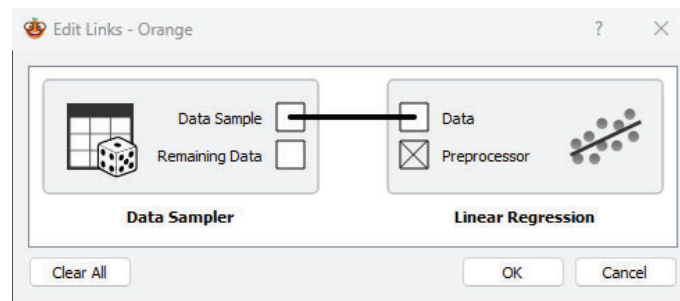 Edit Links - Orange ?
Data Sample Data
Remaining Data Preprocessor
Data Sampler Linear Regression
Clear All OK Cancel